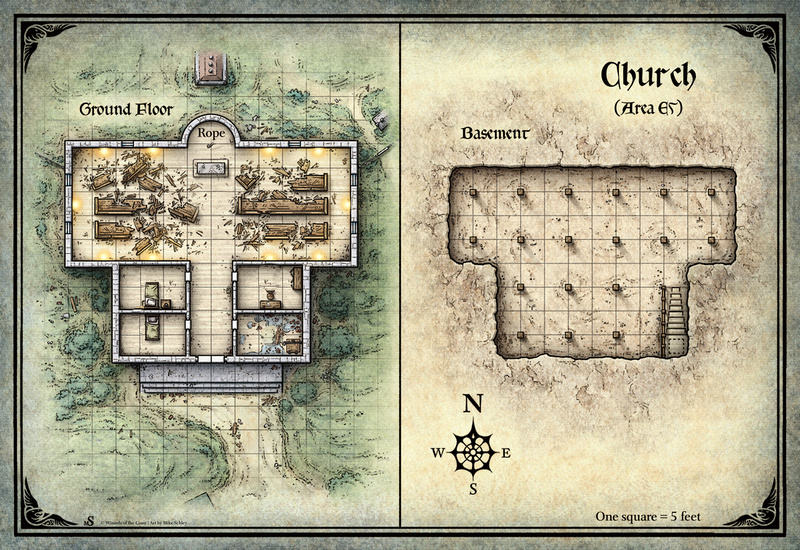 Church
(Area E5)
Ground Floor
Rope
Basement
N
W
E
S
One square = 5 feet
MS © Wizards of the Coast | Art by Mike Schley